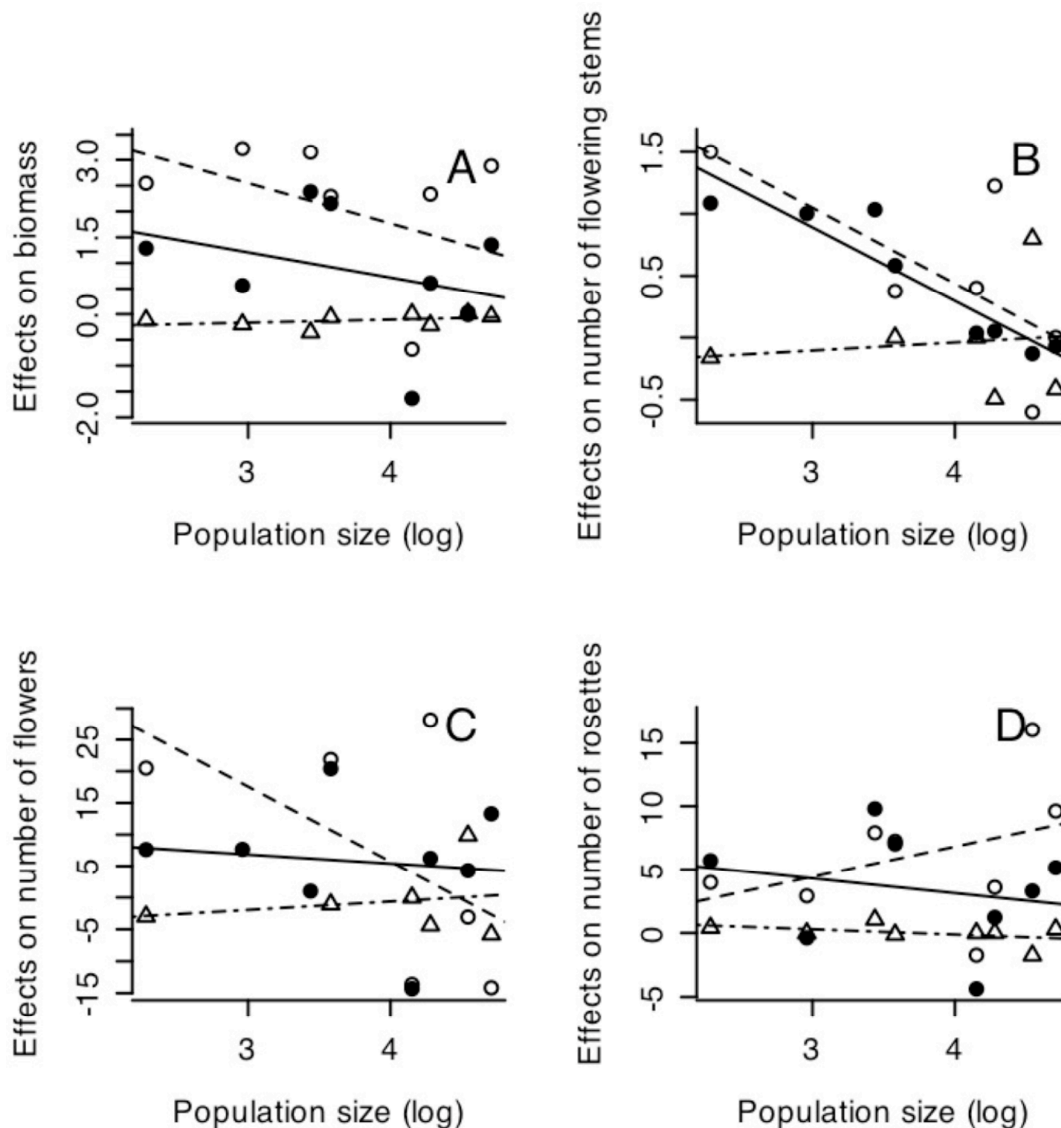 Effects on biomass
3.0
1.5
0.0
-2.0
A
3
4
Population size (log)
Effects on number of flowering stems
1.5
0.5
-0.5
B
3
4
Population size (log)
Effects on number of flowers
25
15
5
-5
-15
C
3
4
Population size (log)
Effects on number of rosettes
15
10
5
0
-5
D
3
4
Population size (log)